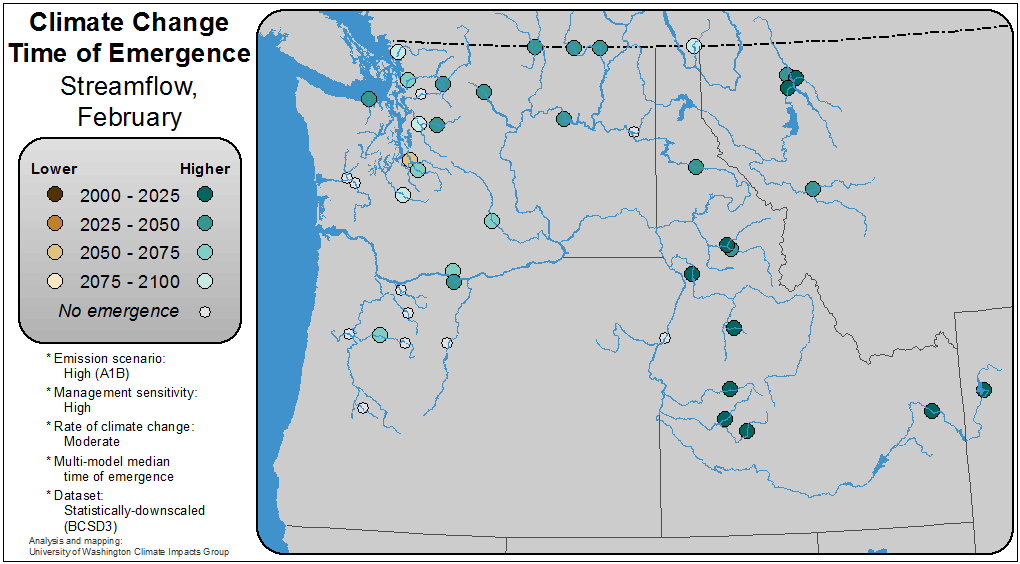 Climate Change
Time of Emergence
Streamflow,
February
Lower Higher
2000 - 2025
2025 - 2050
2050 - 2075
2075 - 2100
No emergence
* Emission scenario:
High (A1B)
* Management sensitivity:
High
* Rate of climate change:
Moderate
* Multi-model median
time of emergence
* Dataset:
Statistically-downscaled
(BCSD3)
Analysis and mapping:
University of Washington Climate Impacts Group